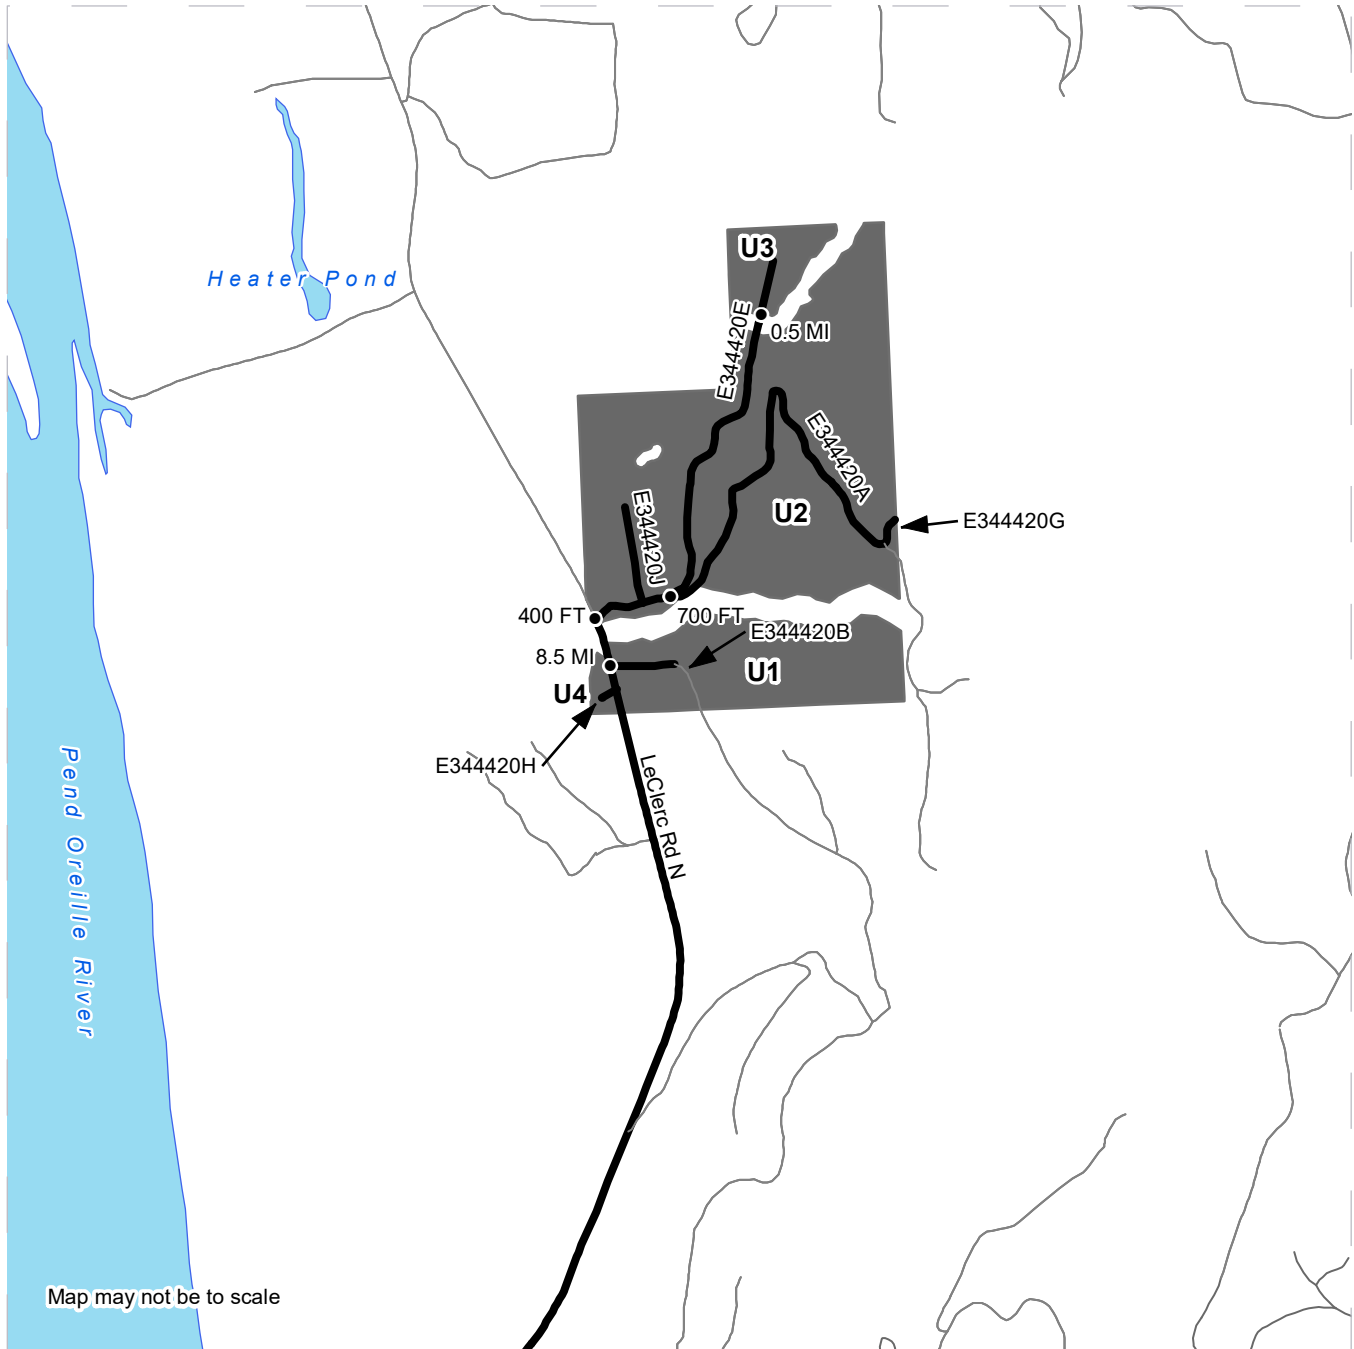 U3
Heater Pond
E344420E
0.5 MI
E344420A
U2
E344420J
E344420G
400 FT
700 FT
E344420B
8.5 MI
U1
U4
E344420H
LeClerc Rd N
Pend Oreille River
Map may not be to scale